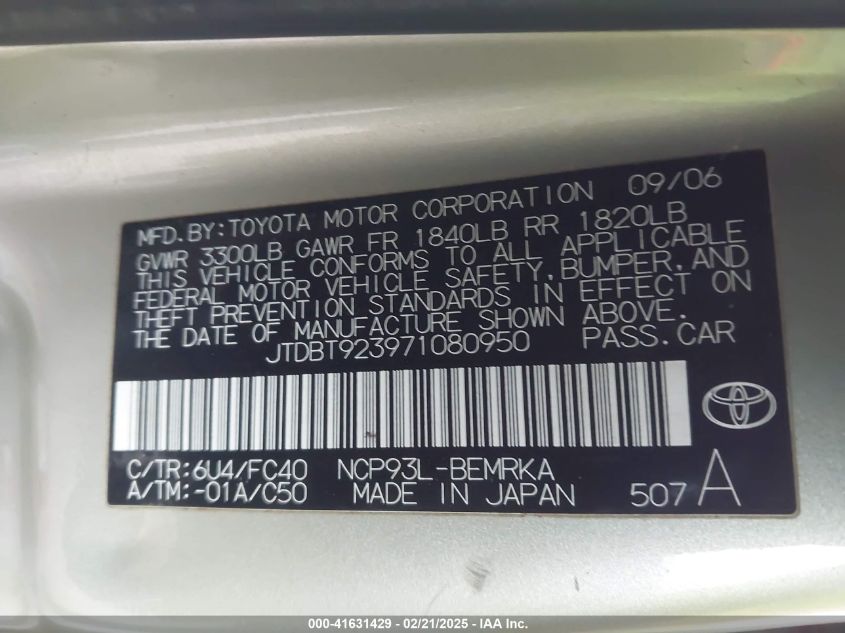 MFD.BY:TOYOTA MOTOR CORPORATION 09/06
GVWR 3300LB GAWR FR 1840LB RR 1820LB
THIS VEHICLE CONFORMS TO ALL APPLICABLE
FEDERAL MOTOR VEHICLE SAFETY,BUMPER,AND
THEFT PREVENTION STANDARDS IN EFFECT ON
THE DATE OF MANUFACTURE SHOWN ABOVE.
JTDBT923971080950 PASS.CAR
C/TR:6U4/FC40 NCP93L-BEMRKA
A/TM:-01A/C50 MADE IN JAPAN 507A
000-41631429 - 02/21/2025 - IAA Inc.